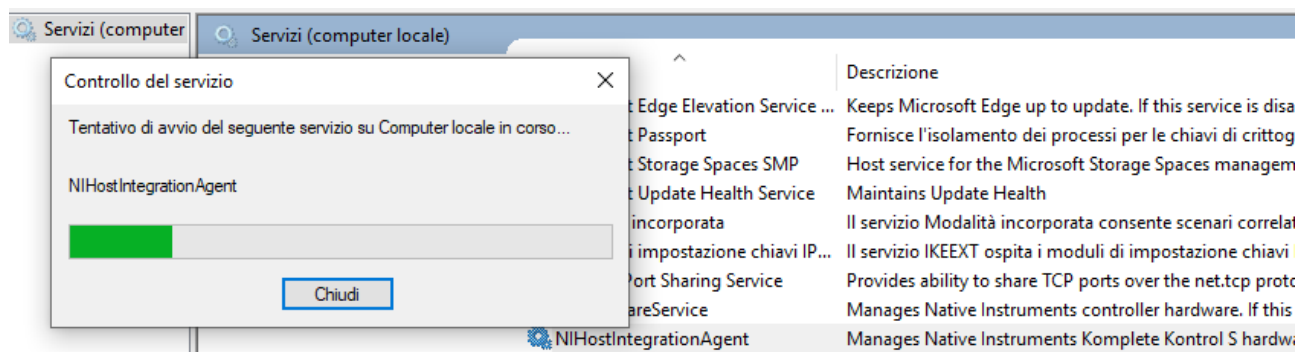 Servizi (computer
Servizi (computer locale)
Controllo del servizio
Tentativo di avvio del seguente servizio su Computer locale in corso...
NIHostIntegrationAgent
Chiudi
Descrizione
t Edge Elevation Service ... Keeps Microsoft Edge up to update. If this service is disa
t Passport Fornisce l'isolamento dei processi per le chiavi di crittog
t Storage Spaces SMP Host service for the Microsoft Storage Spaces managem
t Update Health Service Maintains Update Health
incorporata Il servizio Modalità incorporata consente scenari correlat
i impostazione chiavi IP... Il servizio IKEEXT ospita i moduli di impostazione chiavi
Port Sharing Service Provides ability to share TCP ports over the net.tcp proto
areService Manages Native Instruments controller hardware. If this
NIHostIntegrationAgent Manages Native Instruments Komplete Kontrol S hardwa